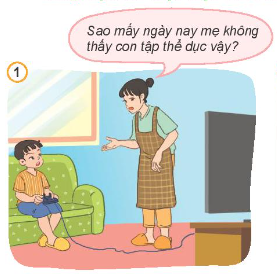 Sao mấy ngày nay mẹ không
thấy con tập thể dục vậy?
1